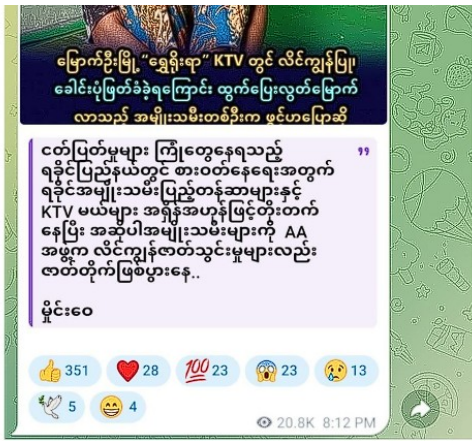 မြောက်ဦးမြို့ “ရွှေရိုးရာ” KTV တွင် လိင်ကျွန်ပြု၊
ခေါင်းပုံဖြတ်ခံခဲ့ရကြောင်း ထွက်ပြေးလွတ်မြောက်
လာသည့် အမျိုးသမီးတစ်ဦးက ဖွင့်ဟပြောဆို
ငတ်ပြတ်မှုများ ကြုံတွေနေရသည့်
ရခိုင်ပြည်နယ်တွင် စားဝတ်နေရေးအတွက်
ရခိုင်အမျိုးသမီးပြည့်တန်ဆာများနှင့်
KTV မယ်များ အရှိန်အဟုန်ဖြင့်တိုးတက်
နေပြီး အဆိုပါအမျိုးသမီးများကို AA
အဖွဲ့က လိင်ကျွန်ဇာတ်သွင်းမှုများလည်း
ဇာတ်တိုက်ဖြစ်ပွားနေ..
မှိုင်းဝေ
351 28 23 23 13
5 4
20.8K 8:12 PM